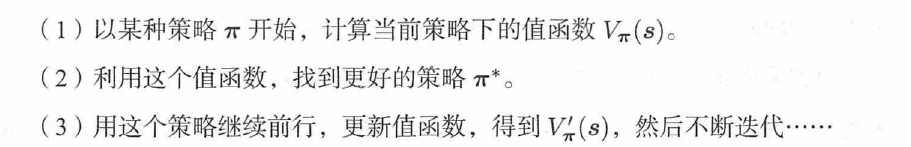 （1）以某种策略 π 开始，计算当前策略下的值函数 Vπ(s)。
（2）利用这个值函数，找到更好的策略 π*。
（3）用这个策略继续前行，更新值函数，得到 V′π(s)，然后不断迭代……